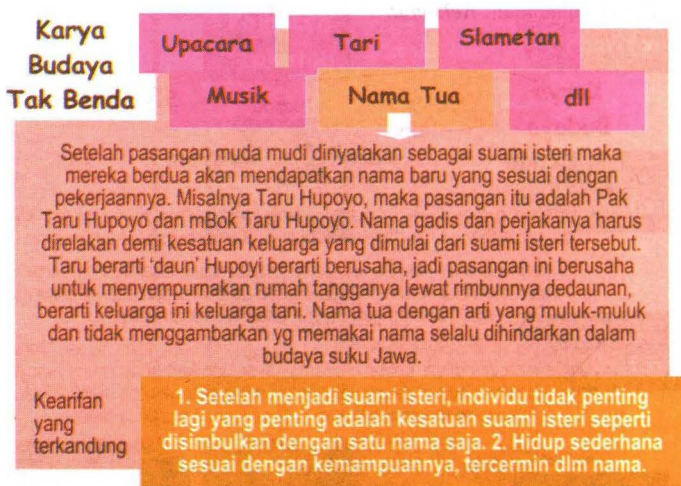 Karya
Budaya
Tak Benda
Upacara
Tari
Slametan
Musik
Nama Tua
dll
Setelah pasangan muda mudi dinyatakan sebagai suami isteri maka
mereka berdua akan mendapatkan nama baru yang sesuai dengan
pekerjaannya. Misalnya Taru Hupoyo, maka pasangan itu adalah Pak
Taru Hupoyo dan mBok Taru Hupoyo. Nama gadis dan perjakanya harus
direlakan demi kesatuan keluarga yang dimulai dari suami isteri tersebut.
Taru berarti 'daun' Hupoyi berarti berusaha, jadi pasangan ini berusaha
untuk menyempurnakan rumah tangganya lewat rimbunnya dedaunan,
berarti keluarga ini keluarga tani. Nama tua dengan arti yang muluk-muluk
dan tidak menggambarkan yg memakai nama selalu dihindarkan dalam
budaya suku Jawa.
Kearifan
yang
terkandung
1. Setelah menjadi suami isteri, individu tidak penting
lagi yang penting adalah kesatuan suami isteri seperti
disimbulkan dengan satu nama saja. 2. Hidup sederhana
sesuai dengan kemampuannya, tercermin dlm nama.